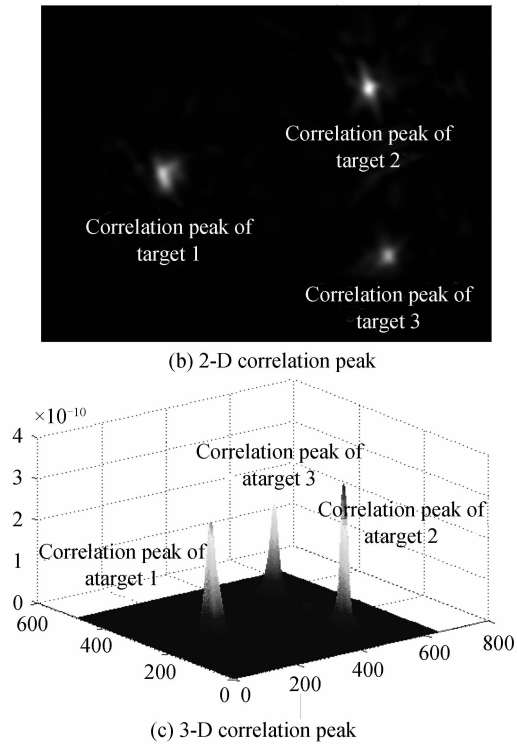 Correlation peak of
target 2
Correlation peak of
target 1
Correlation peak of
target 3
(b) 2-D correlation peak
×10⁻¹⁰
4
3
2
1
0
Correlation peak of
atarget 3
Correlation peak of
atarget 2
Correlation peak of
atarget 1
600
400
200
0
0
200
400
600
800
(c) 3-D correlation peak